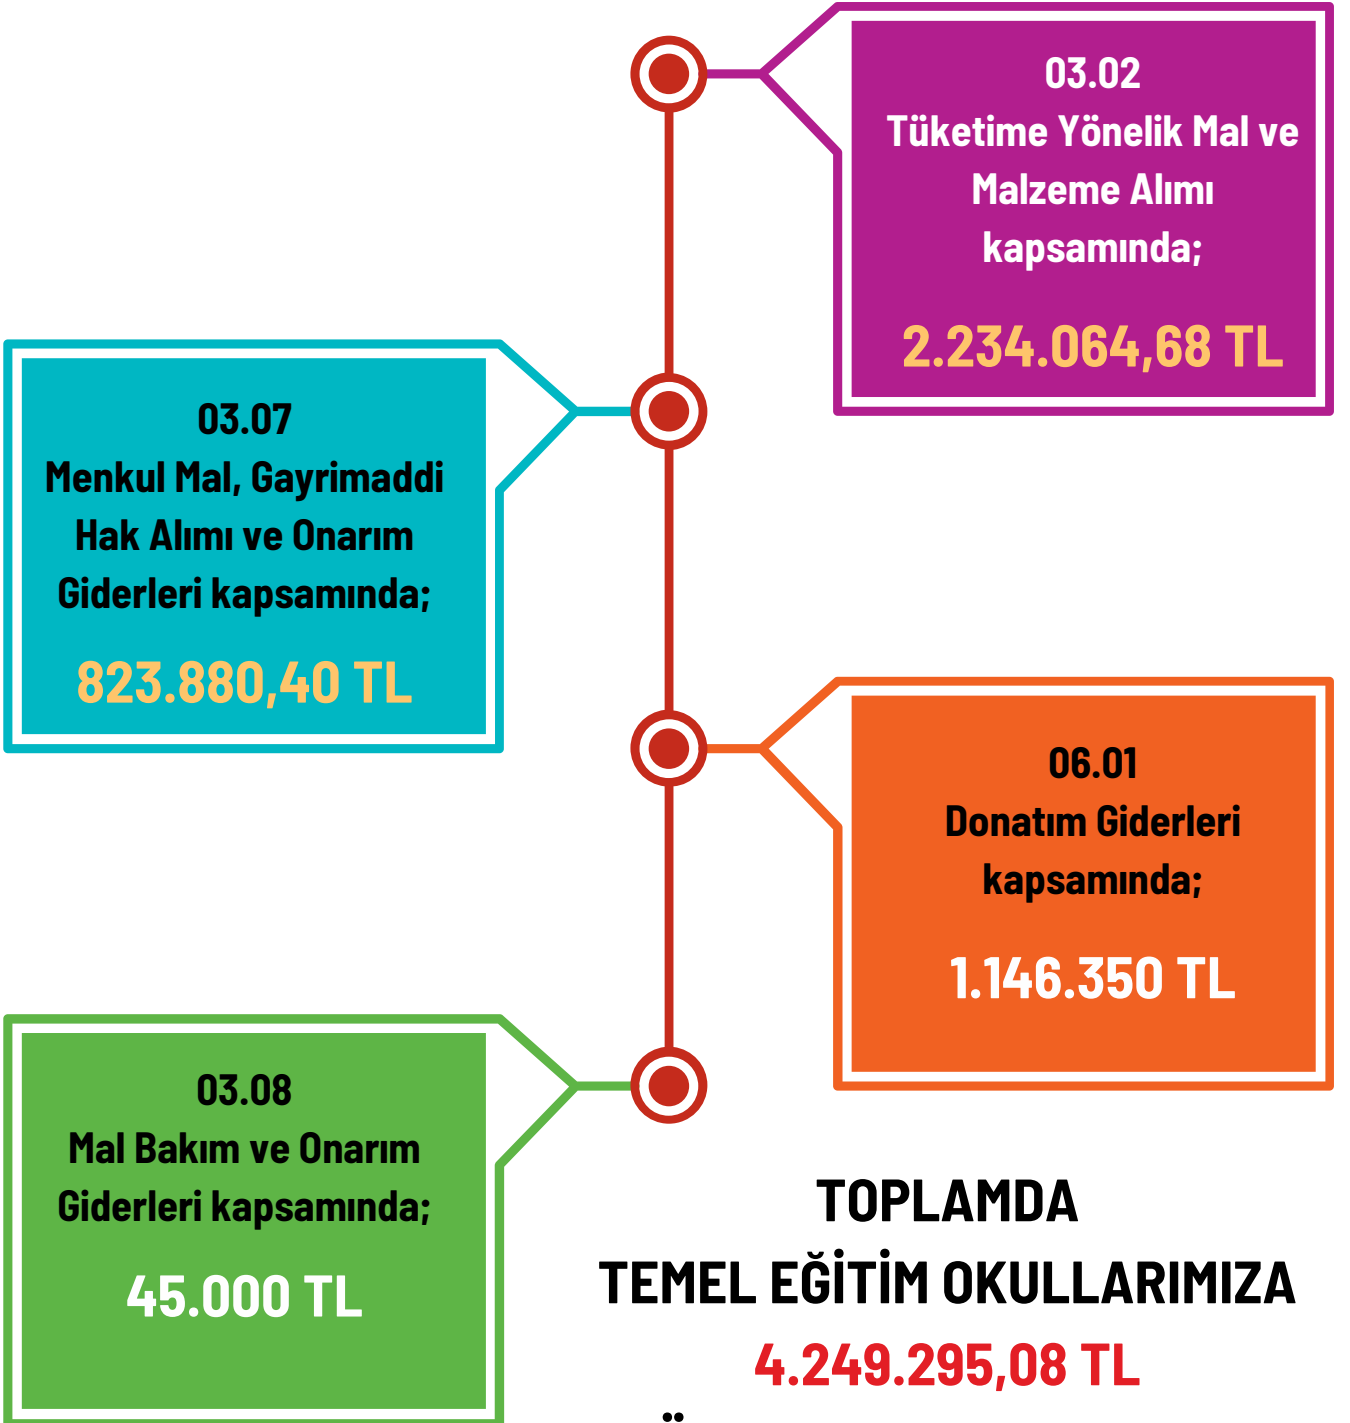 03.02
Tüketime Yönelik Mal ve
Malzeme Alımı
kapsamında;
2.234.064,68 TL
03.07
Menkul Mal, Gayrimaddi
Hak Alımı ve Onarım
Giderleri kapsamında;
823.880,40 TL
06.01
Donatım Giderleri
kapsamında;
1.146.350 TL
03.08
Mal Bakım ve Onarım
Giderleri kapsamında;
45.000 TL
TOPLAMDA
TEMEL EĞİTİM OKULLARIMIZA
4.249.295,08 TL